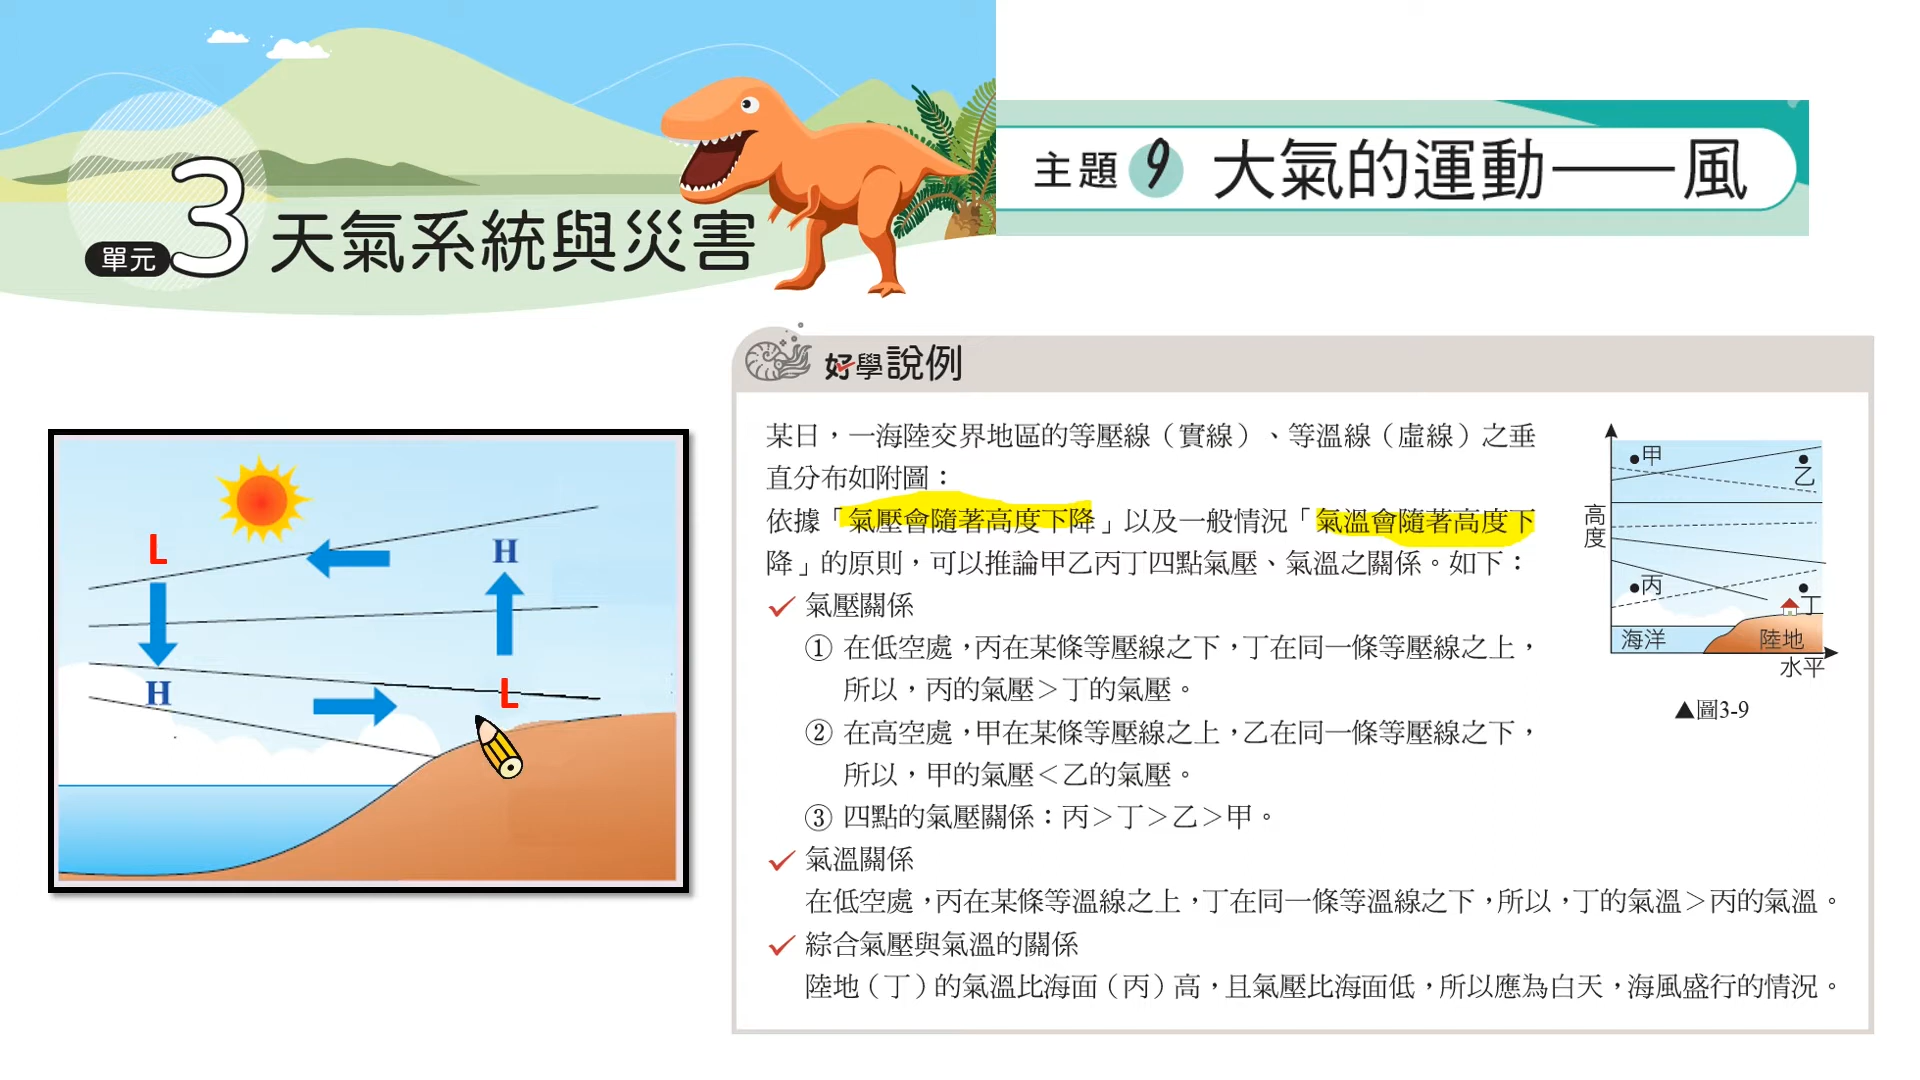 單元3 天氣系統與災害
主題9 大氣的運動——風
L
H
H
L
好學說例
某日，一海陸交界地區的等壓線（實線）、等溫線（虛線）之垂
直分布如附圖：
依據「氣壓會隨著高度下降」以及一般情況「氣溫會隨著高度下
降」的原則，可以推論甲乙丙丁四點氣壓、氣溫之關係。如下：
氣壓關係
① 在低空處，丙在某條等壓線之下，丁在同一條等壓線之上，
所以，丙的氣壓＞丁的氣壓。
② 在高空處，甲在某條等壓線之上，乙在同一條等壓線之下，
所以，甲的氣壓＜乙的氣壓。
③ 四點的氣壓關係：丙＞丁＞乙＞甲。
氣溫關係
在低空處，丙在某條等溫線之上，丁在同一條等溫線之下，所以，丁的氣溫＞丙的氣溫。
綜合氣壓與氣溫的關係
陸地（丁）的氣溫比海面（丙）高，且氣壓比海面低，所以應為白天，海風盛行的情況。
甲
乙
高度
丙
丁
海洋
陸地
水平
▲圖3-9